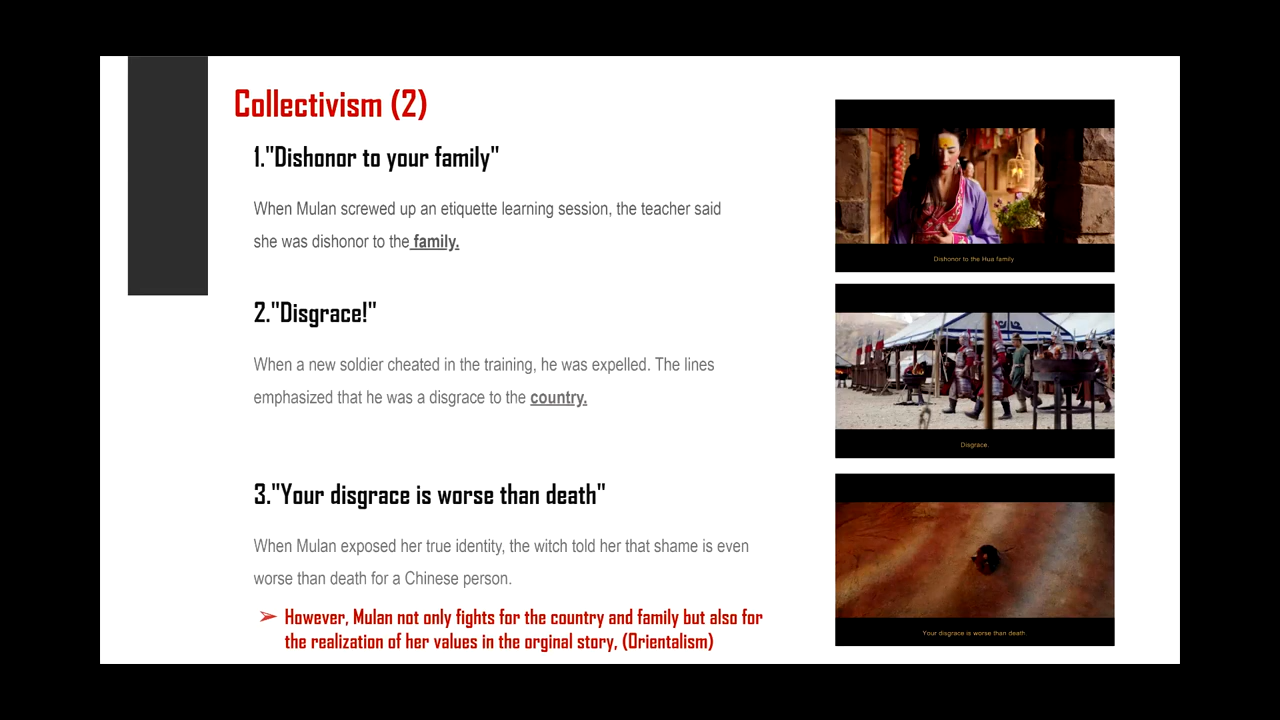 Collectivism (2)
1."Dishonor to your family"
When Mulan screwed up an etiquette learning session, the teacher said
she was dishonor to the family.
2."Disgrace!"
When a new soldier cheated in the training, he was expelled. The lines
emphasized that he was a disgrace to the country.
3."Your disgrace is worse than death"
When Mulan exposed her true identity, the witch told her that shame is even
worse than death for a Chinese person.
➢ However, Mulan not only fights for the country and family but also for
the realization of her values in the orginal story, (Orientalism)
Dishonor to the Hua family
Disgrace.
Your disgrace is worse than death.